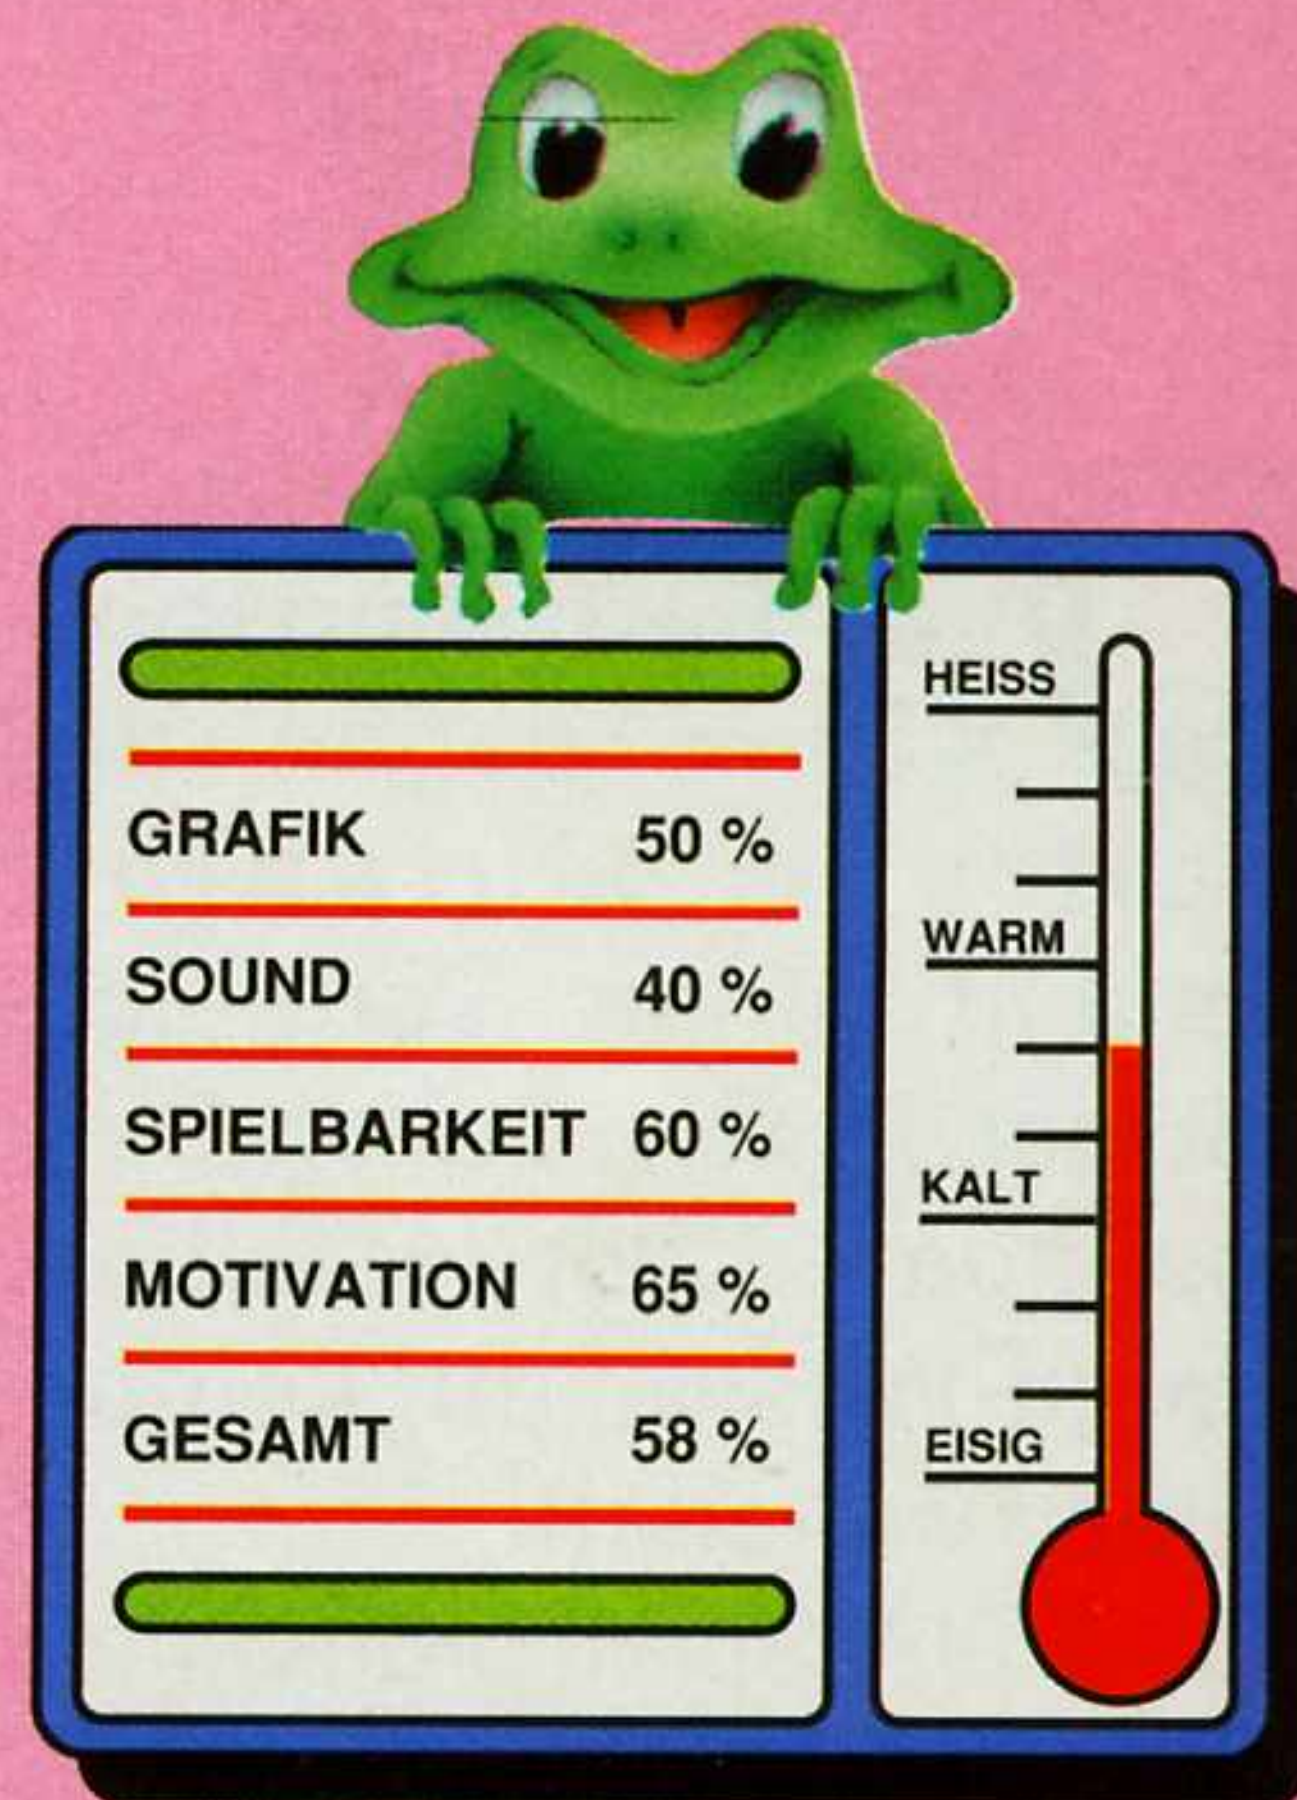 GRAFIK 50 %
SOUND 40 %
SPIELBARKEIT 60 %
MOTIVATION 65 %
GESAMT 58 %
HEISS
WARM
KALT
EISIG